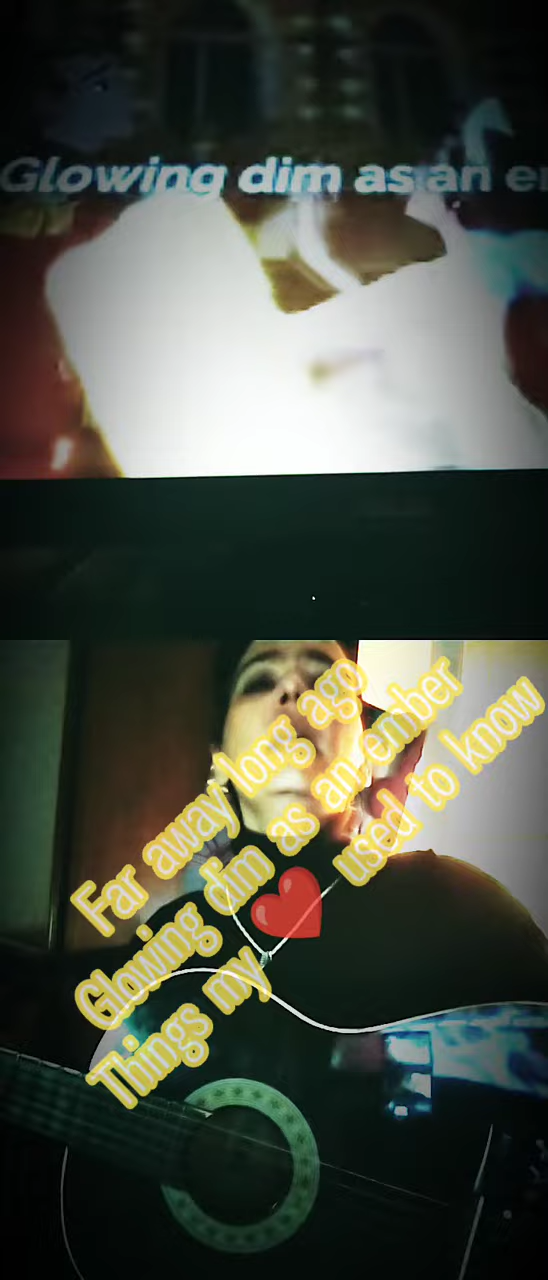 Glowing dim as an e
Far away long ago
Glowing dim as an ember
Things my ❤️ used to know